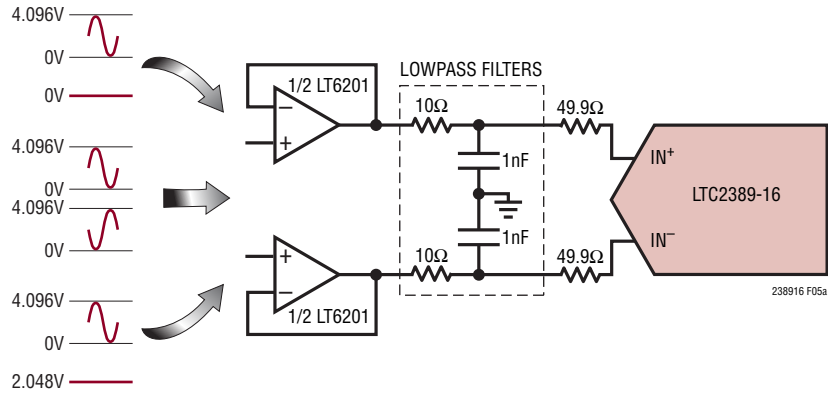 4.096V
0V
0V
4.096V
0V
4.096V
0V
4.096V
0V
2.048V
1/2 LT6201
−
+
+
−
1/2 LT6201
LOWPASS FILTERS
10Ω
1nF
1nF
10Ω
49.9Ω
49.9Ω
IN+
LTC2389-16
IN−
238916 F05a